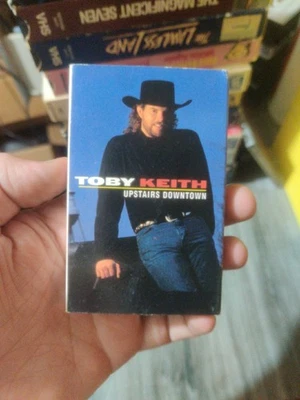 THE MAGNIFICENT SEVEN
VHS
THE LAWLESS LAND
VHS
TOBY KEITH
UPSTAIRS DOWNTOWN